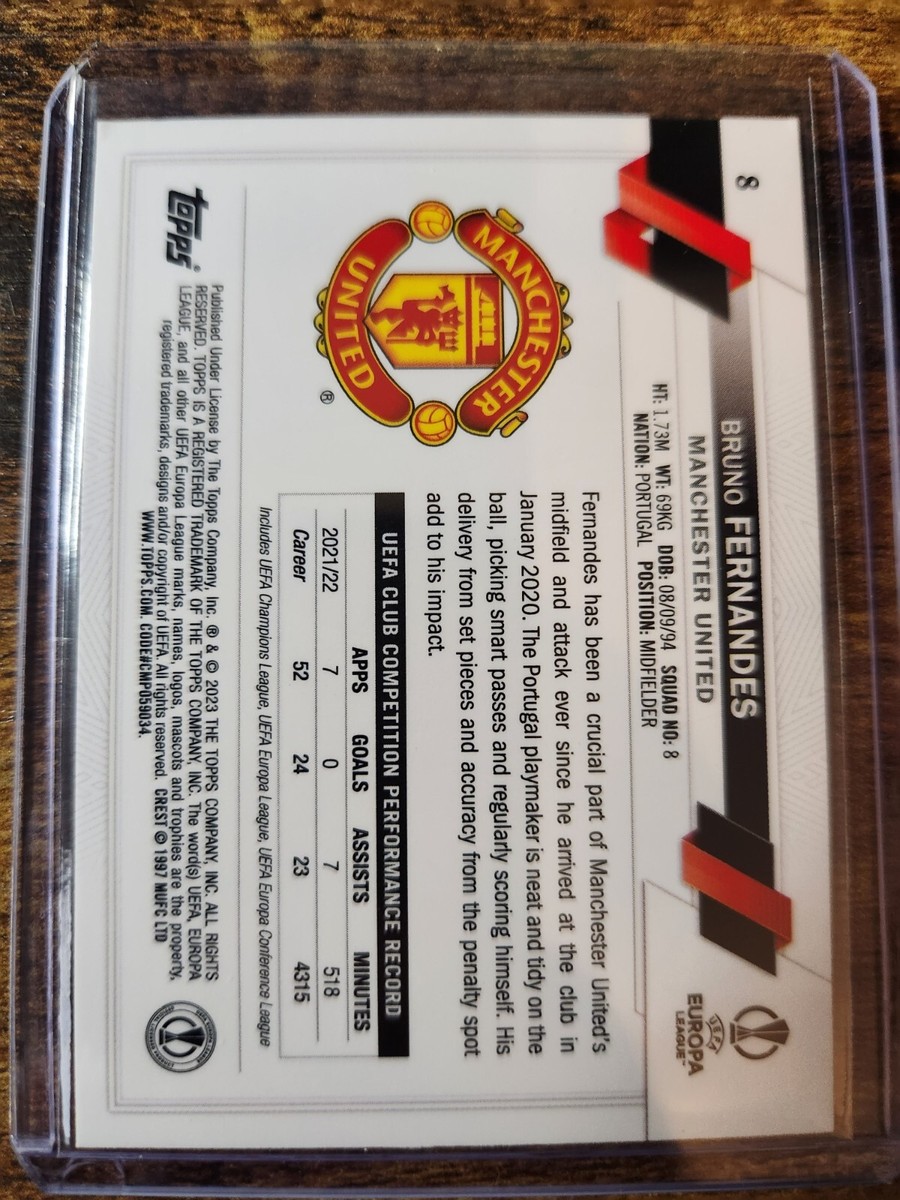 8
BRUNO FERNANDES
MANCHESTER UNITED
HT: 1.73M WT: 69KG DOB: 08/09/94 SQUAD NO: 8
NATION: PORTUGAL POSITION: MIDFIELDER
UEFA
EUROPA
LEAGUE™
MANCHESTER
UNITED
®
Fernandes has been a crucial part of Manchester United's
midfield and attack ever since he arrived at the club in
January 2020. The Portugal playmaker is neat and tidy on the
ball, picking smart passes and regularly scoring himself. His
delivery from set pieces and accuracy from the penalty spot
add to his impact.
UEFA CLUB COMPETITION PERFORMANCE RECORD
APPS GOALS ASSISTS MINUTES
2021/22 7 0 7 518
Career 52 24 23 4315
Includes UEFA Champions League, UEFA Europa League, UEFA Europa Conference League
topps®
Published Under License by The Topps Company, Inc. ® & © 2023 THE TOPPS COMPANY, INC. ALL RIGHTS
RESERVED. TOPPS IS A REGISTERED TRADEMARK OF THE TOPPS COMPANY, INC. The word(s) UEFA, EUROPA
LEAGUE, and all other UEFA Europa League marks, names, logos, mascots and trophies are the property,
registered trademarks, designs and/or copyright of UEFA. All rights reserved. CREST © 1997 MUFC LTD
WWW.TOPPS.COM. CODE#CMP059034.